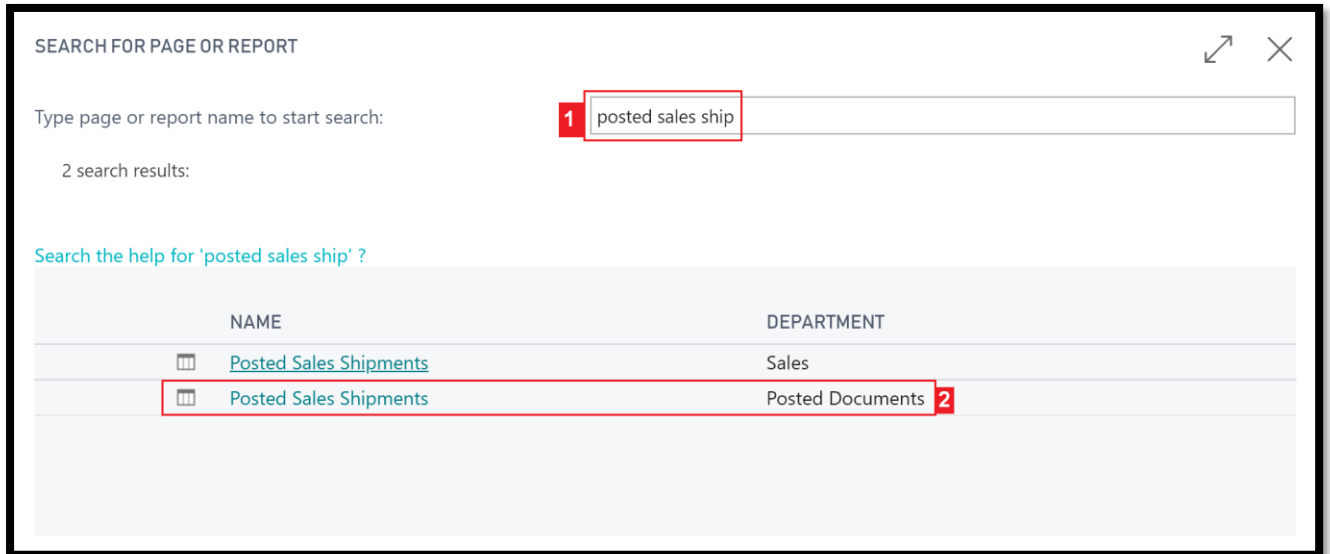 SEARCH FOR PAGE OR REPORT
Type page or report name to start search: 1 posted sales ship
2 search results:
Search the help for 'posted sales ship' ?
NAME DEPARTMENT
Posted Sales Shipments Sales
Posted Sales Shipments Posted Documents 2